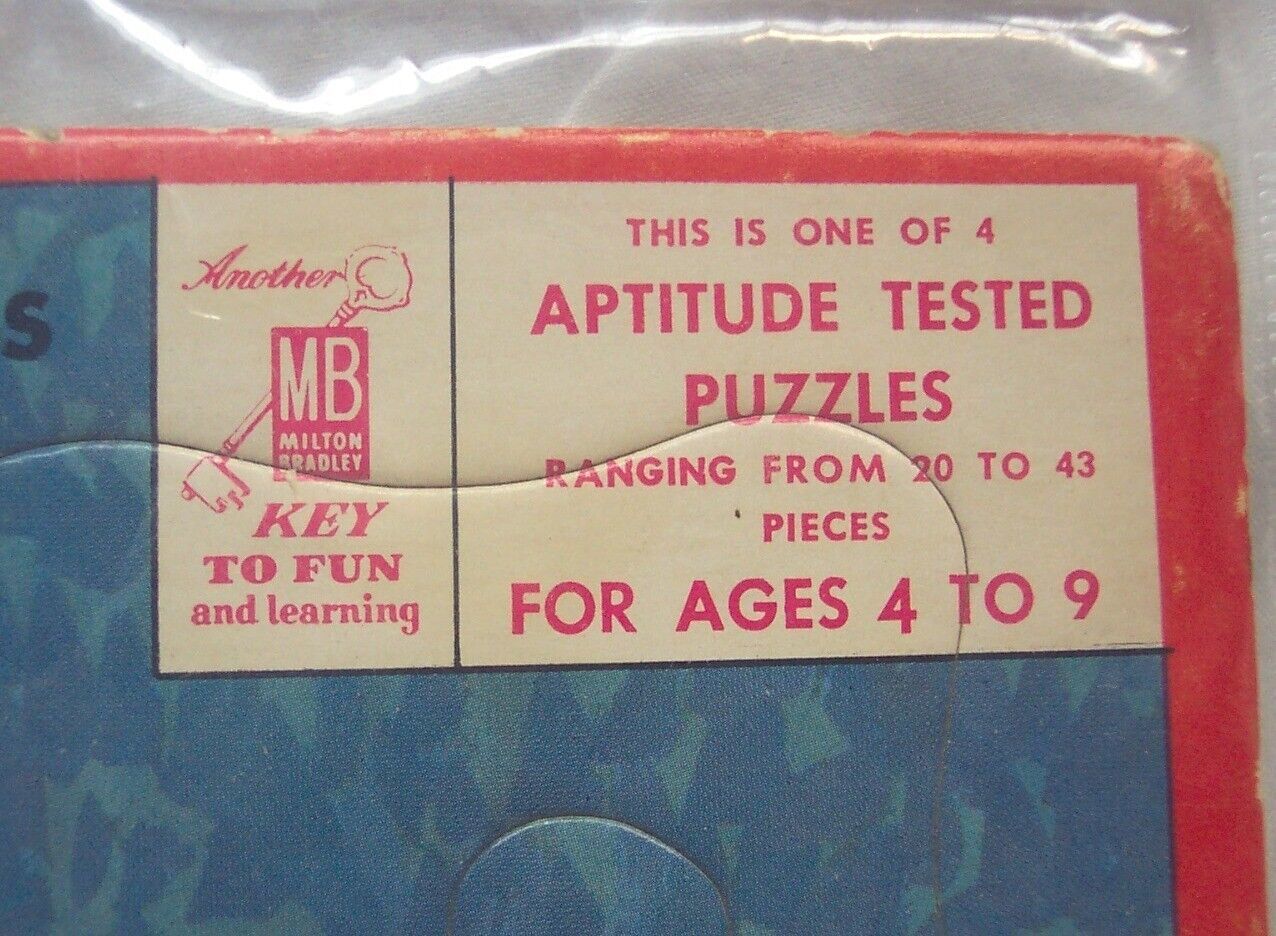 S
Another
MB
MILTON
BRADLEY
KEY
TO FUN
and learning
THIS IS ONE OF 4
APTITUDE TESTED
PUZZLES
RANGING FROM 20 TO 43
PIECES
FOR AGES 4 TO 9